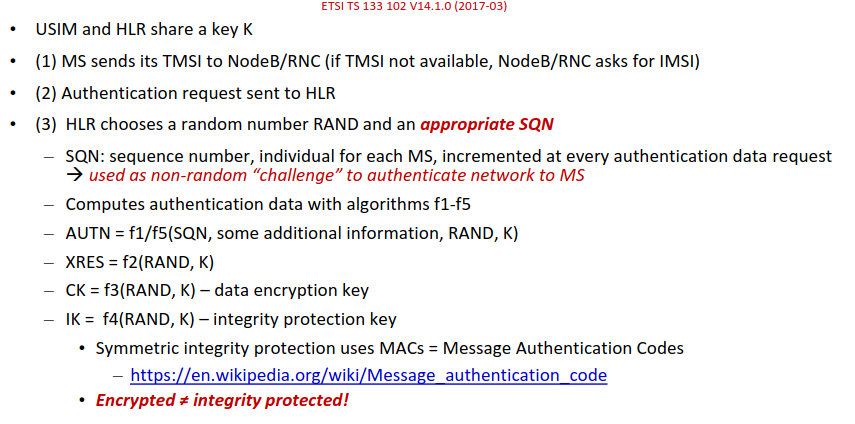 ETSI TS 133 102 V14.1.0 (2017-03)
• USIM and HLR share a key K
• (1) MS sends its TMSI to NodeB/RNC (if TMSI not available, NodeB/RNC asks for IMSI)
• (2) Authentication request sent to HLR
• (3) HLR chooses a random number RAND and an appropriate SQN
– SQN: sequence number, individual for each MS, incremented at every authentication data request
→ used as non-random “challenge” to authenticate network to MS
– Computes authentication data with algorithms f1-f5
– AUTN = f1/f5(SQN, some additional information, RAND, K)
– XRES = f2(RAND, K)
– CK = f3(RAND, K) – data encryption key
– IK = f4(RAND, K) – integrity protection key
• Symmetric integrity protection uses MACs = Message Authentication Codes
– https://en.wikipedia.org/wiki/Message_authentication_code
• Encrypted ≠ integrity protected!